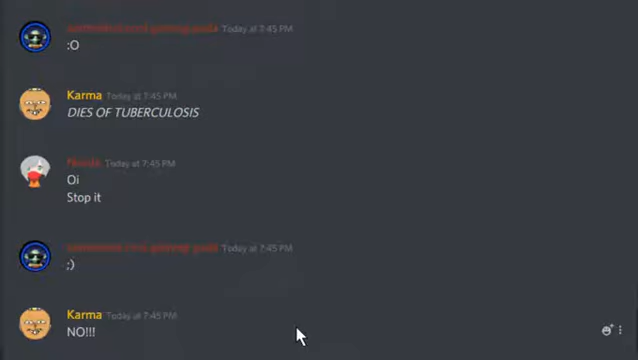 Today at 7:45 PM
:O
Karma Today at 7:45 PM
DIES OF TUBERCULOSIS
Today at 7:45 PM
Oi
Stop it
Today at 7:45 PM
;)
Karma Today at 7:45 PM
NO!!!